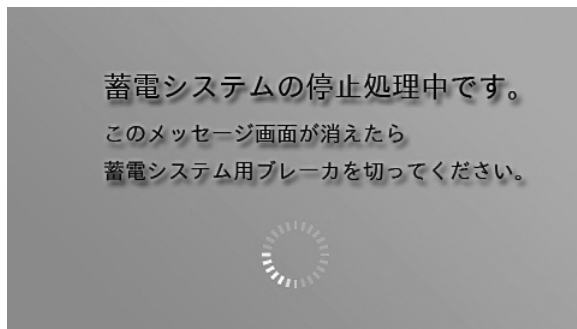 蓄電システムの停止処理中です。
このメッセージ画面が消えたら
蓄電システム用ブレーカを切ってください。